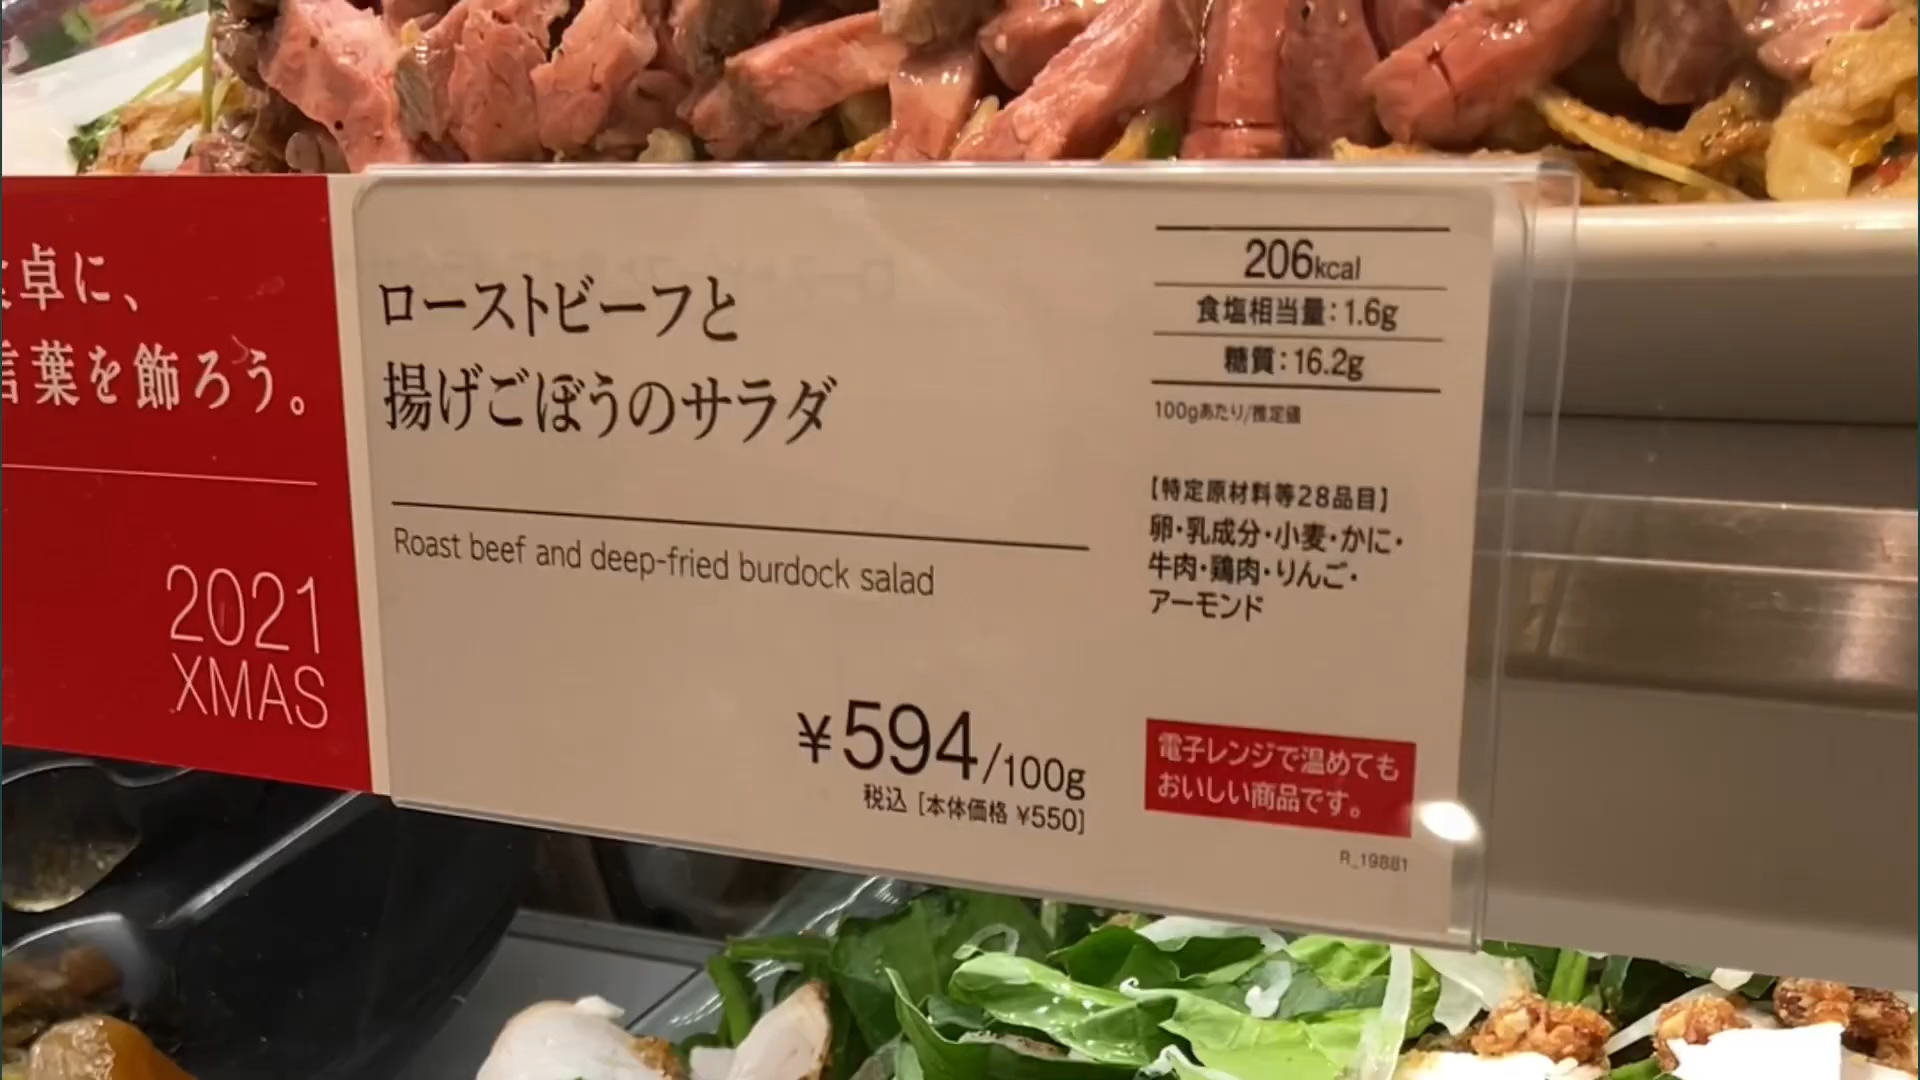 卓に、
言葉を飾ろう。
2021
XMAS
ローストビーフと
揚げごぼうのサラダ
Roast beef and deep-fried burdock salad
¥594/100g
税込 [本体価格 ¥550]
206kcal
食塩相当量:1.6g
糖質:16.2g
100gあたり/推定値
【特定原材料等28品目】
卵・乳成分・小麦・かに・
牛肉・鶏肉・りんご・
アーモンド
電子レンジで温めても
おいしい商品です。
R_19881